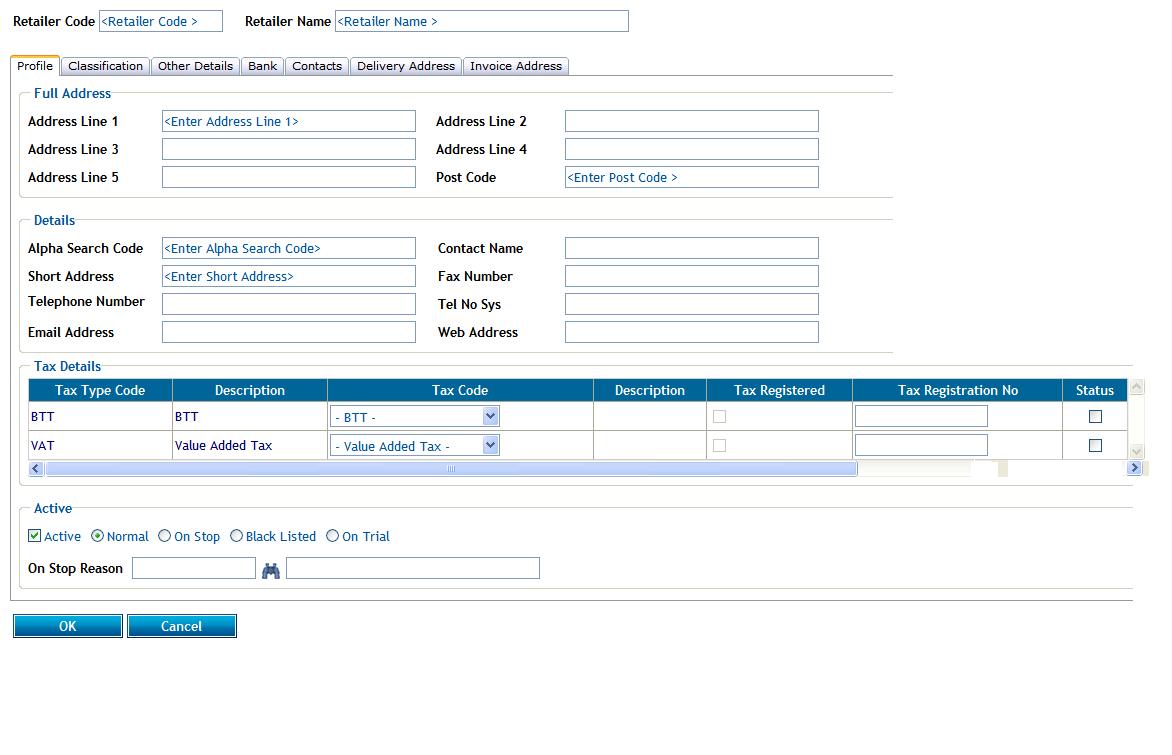 Retailer Code <Retailer Code > Retailer Name <Retailer Name >
Profile Classification Other Details Bank Contacts Delivery Address Invoice Address
Full Address
Address Line 1 <Enter Address Line 1> Address Line 2
Address Line 3 Address Line 4
Address Line 5 Post Code <Enter Post Code >
Details
Alpha Search Code <Enter Alpha Search Code> Contact Name
Short Address <Enter Short Address> Fax Number
Telephone Number Tel No Sys
Email Address Web Address
Tax Details
Tax Type Code Description Tax Code Description Tax Registered Tax Registration No Status
BTT BTT - BTT -
VAT Value Added Tax - Value Added Tax -
Active
Active Normal On Stop Black Listed On Trial
On Stop Reason
OK Cancel